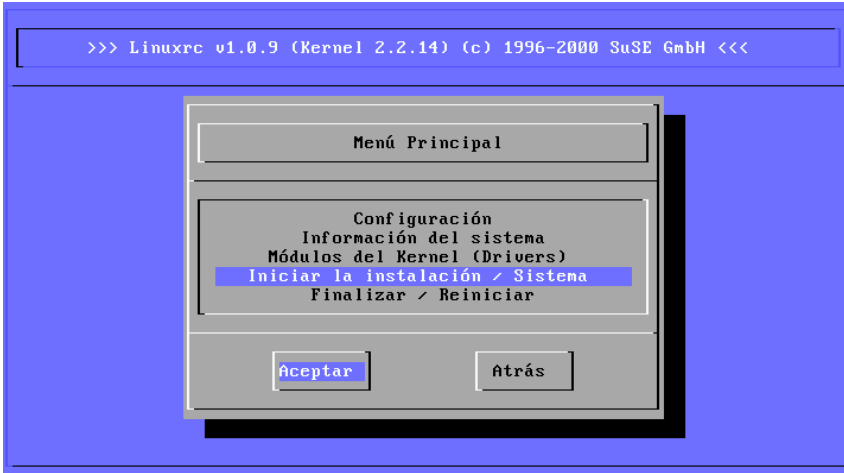 >>> Linuxrc v1.0.9 (Kernel 2.2.14) (c) 1996-2000 SuSE GmbH <<<
Menú Principal
Configuración
Información del sistema
Módulos del Kernel (Drivers)
Iniciar la instalación / Sistema
Finalizar / Reiniciar
Aceptar Atrás